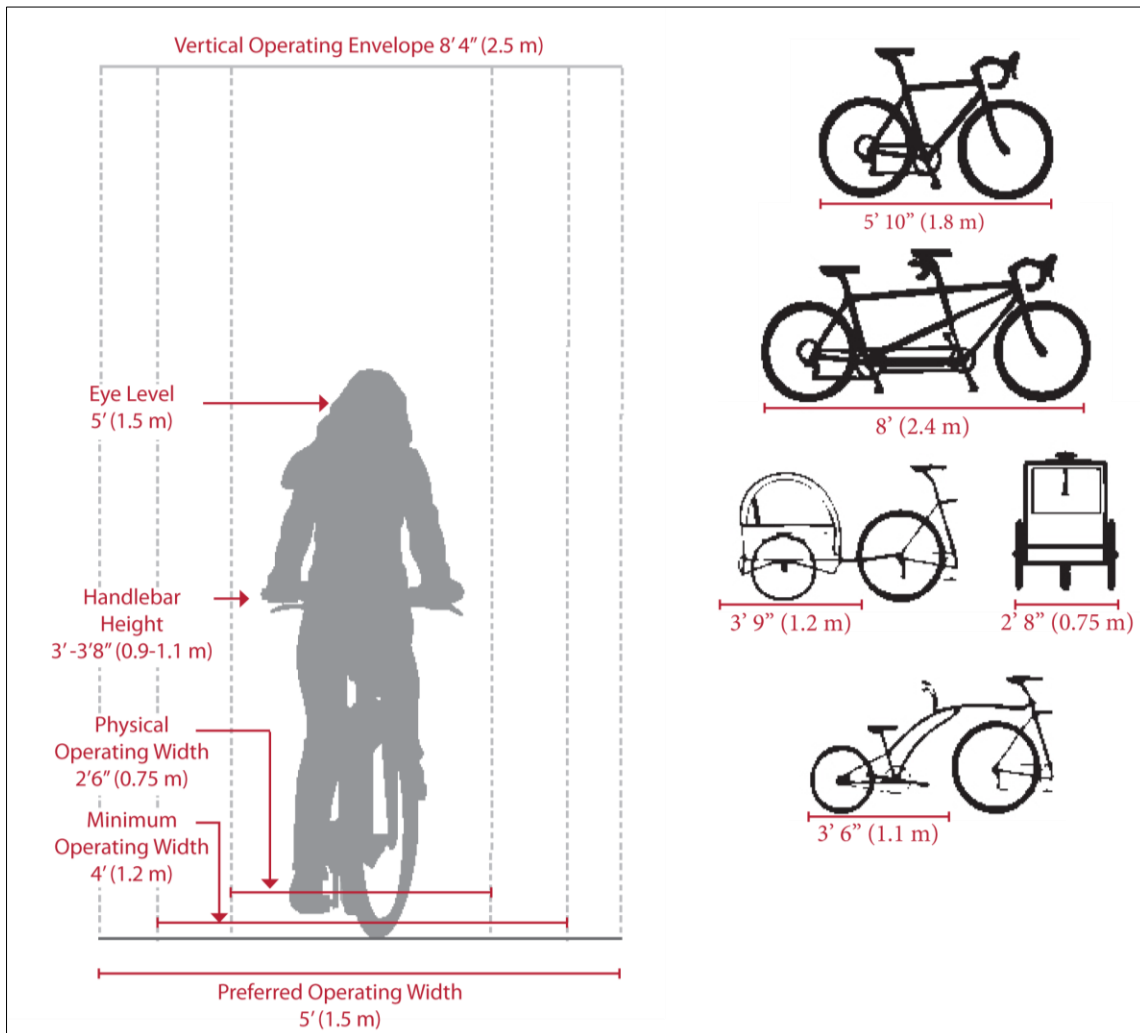 Vertical Operating Envelope 8’ 4” (2.5 m)
Eye Level
5’ (1.5 m)
Handlebar
Height
3’-3’8” (0.9-1.1 m)
Physical
Operating Width
2’6” (0.75 m)
Minimum
Operating Width
4’ (1.2 m)
Preferred Operating Width
5’ (1.5 m)
5’ 10” (1.8 m)
8’ (2.4 m)
3’ 9” (1.2 m)
2’ 8” (0.75 m)
3’ 6” (1.1 m)